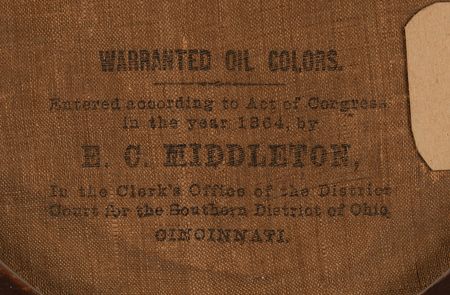 WARRANTED OIL COLORS.
Entered according to Act of Congress
in the year 1864, by
E. C. MIDDLETON,
In the Clerk's Office of the District
Court for the Southern District of Ohio
CINCINNATI.